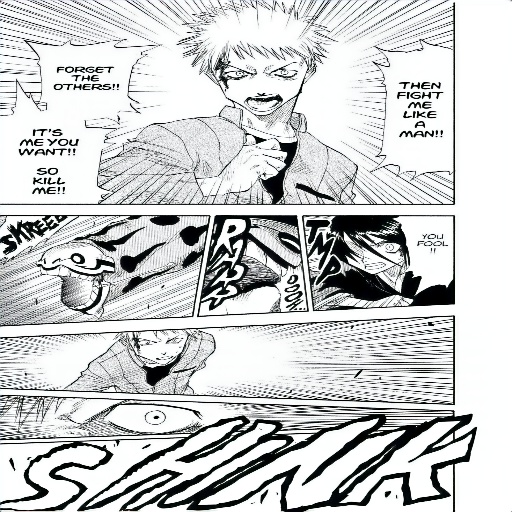 THEN
FIGHT
ME
LIKE
A
MAN!!
FORGET
THE
OTHERS!!
IT'S
ME YOU
WANT!!
SO
KILL
ME!!
YOU
FOOL
!!
TMP
SKREEE
SHNK